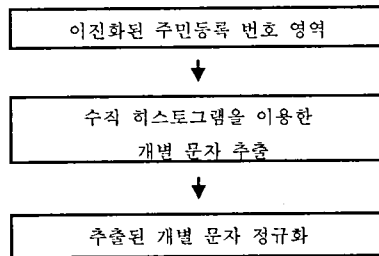 이진화된 주민등록 번호 영역
수직 히스토그램을 이용한
개별 문자 추출
추출된 개별 문자 정규화